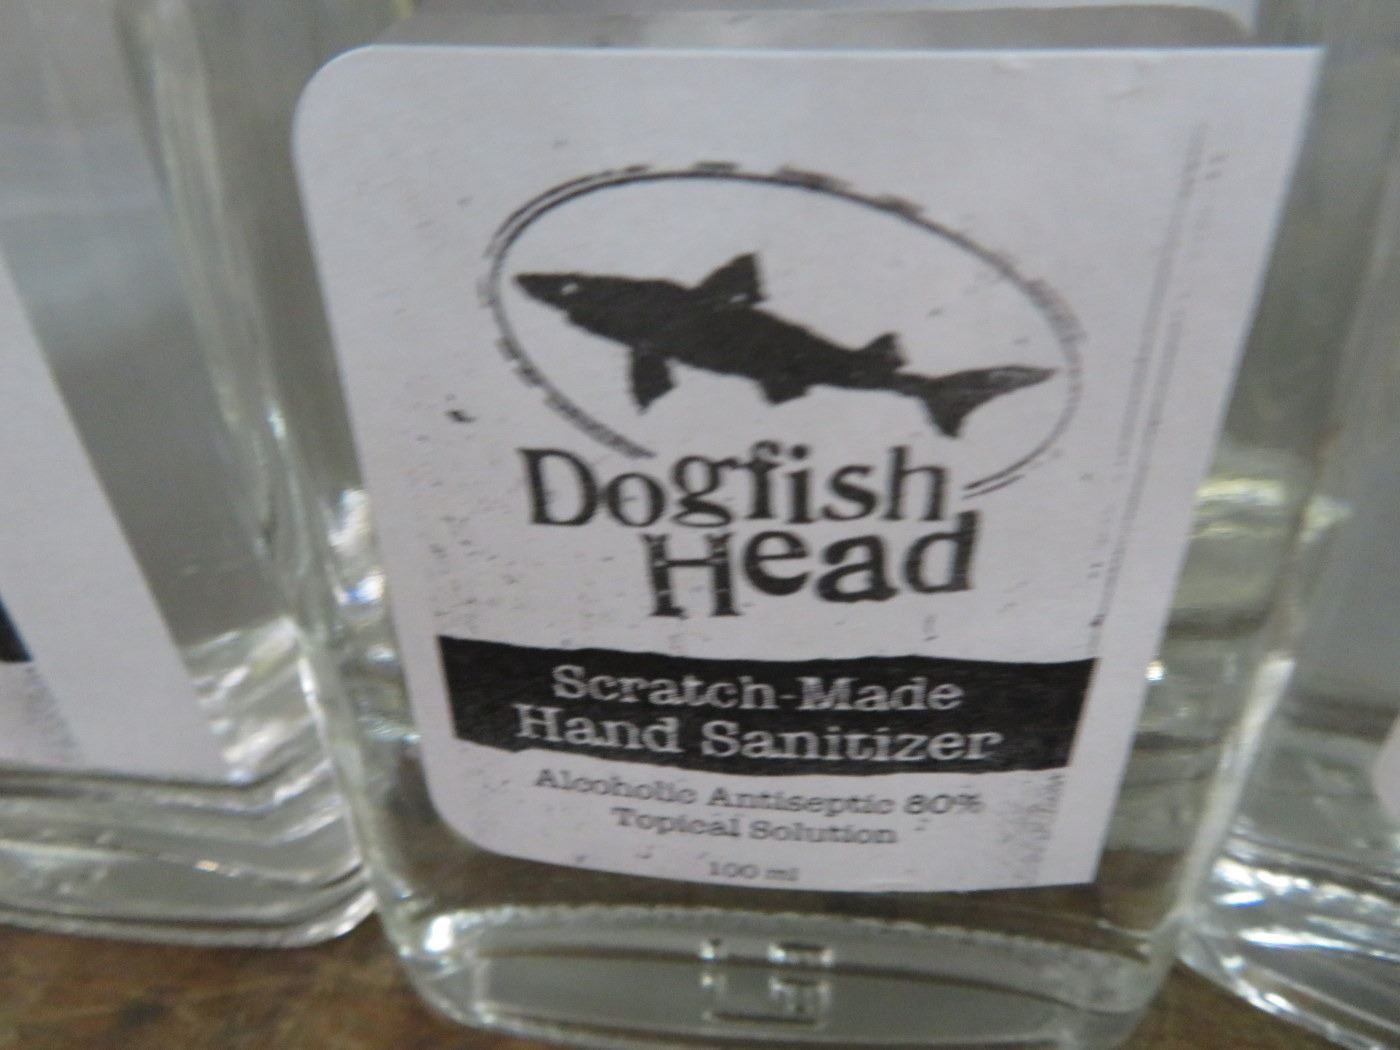 Dogfish
Head
Scratch-Made
Hand Sanitizer
Alcoholic Antiseptic 80%
Topical Solution
100 ml